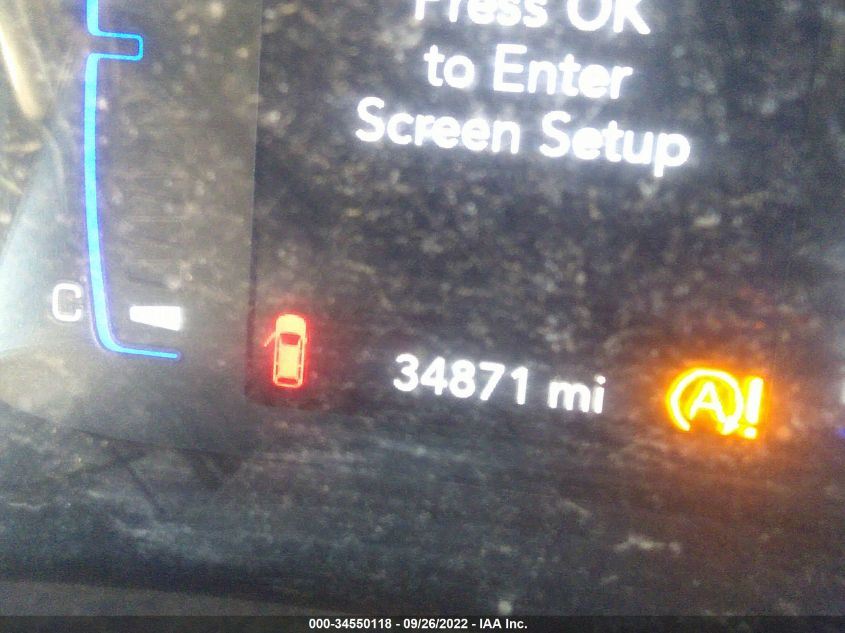 Press OK
to Enter
Screen Setup
C
34871 mi
A!
000-34550118 - 09/26/2022 - IAA Inc.